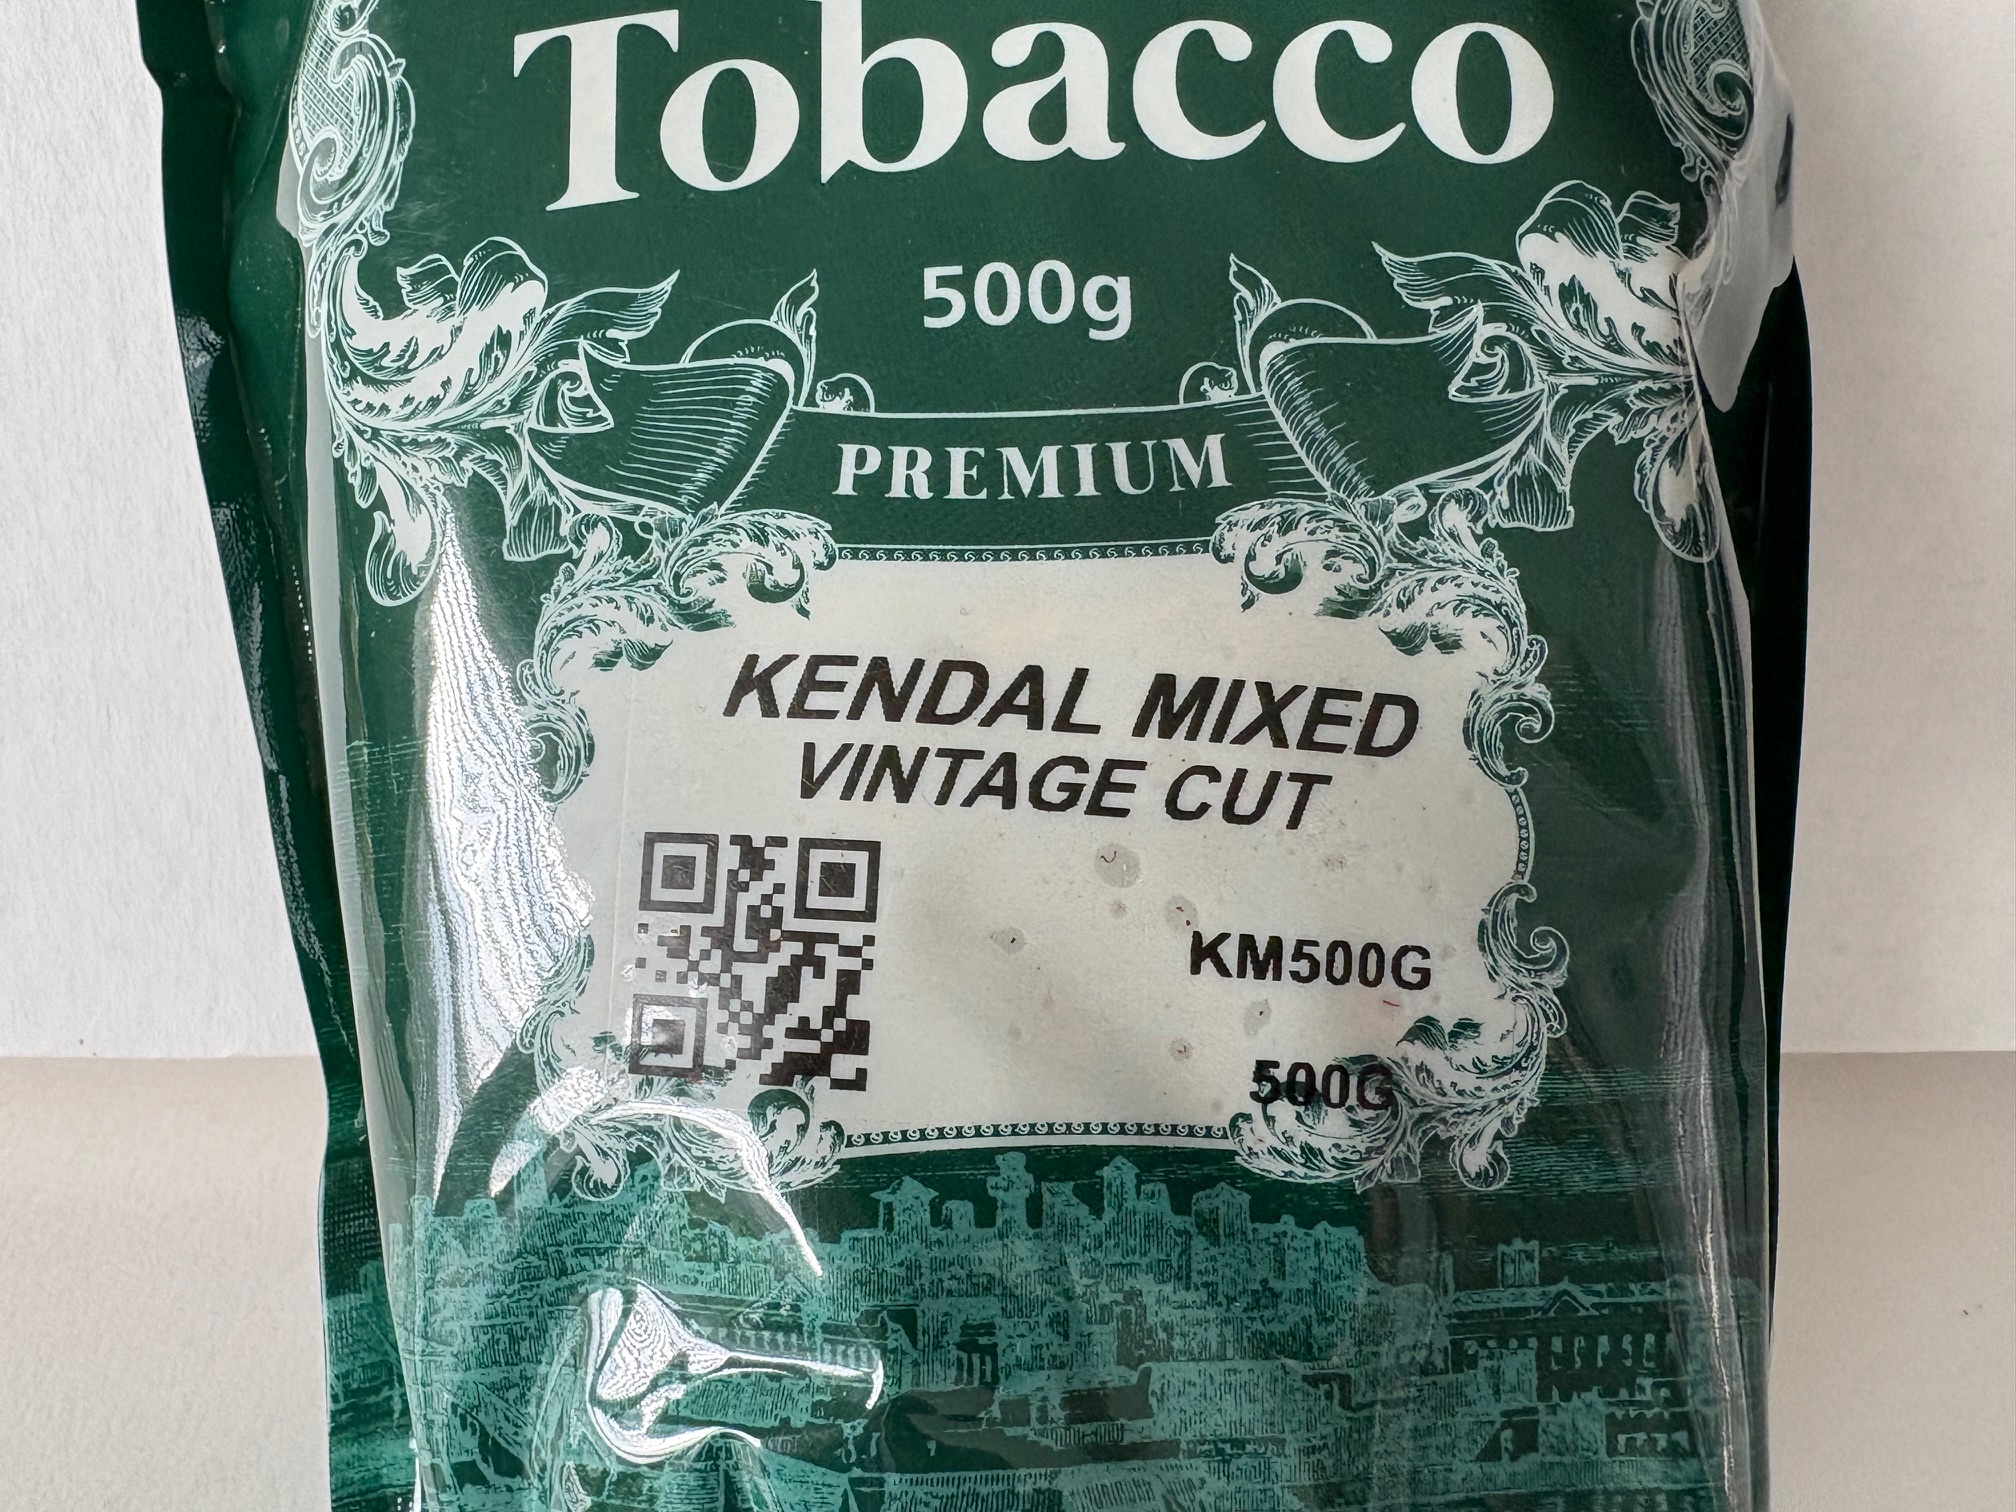 Tobacco
500g
PREMIUM
KENDAL MIXED
VINTAGE CUT
KM500G
500G